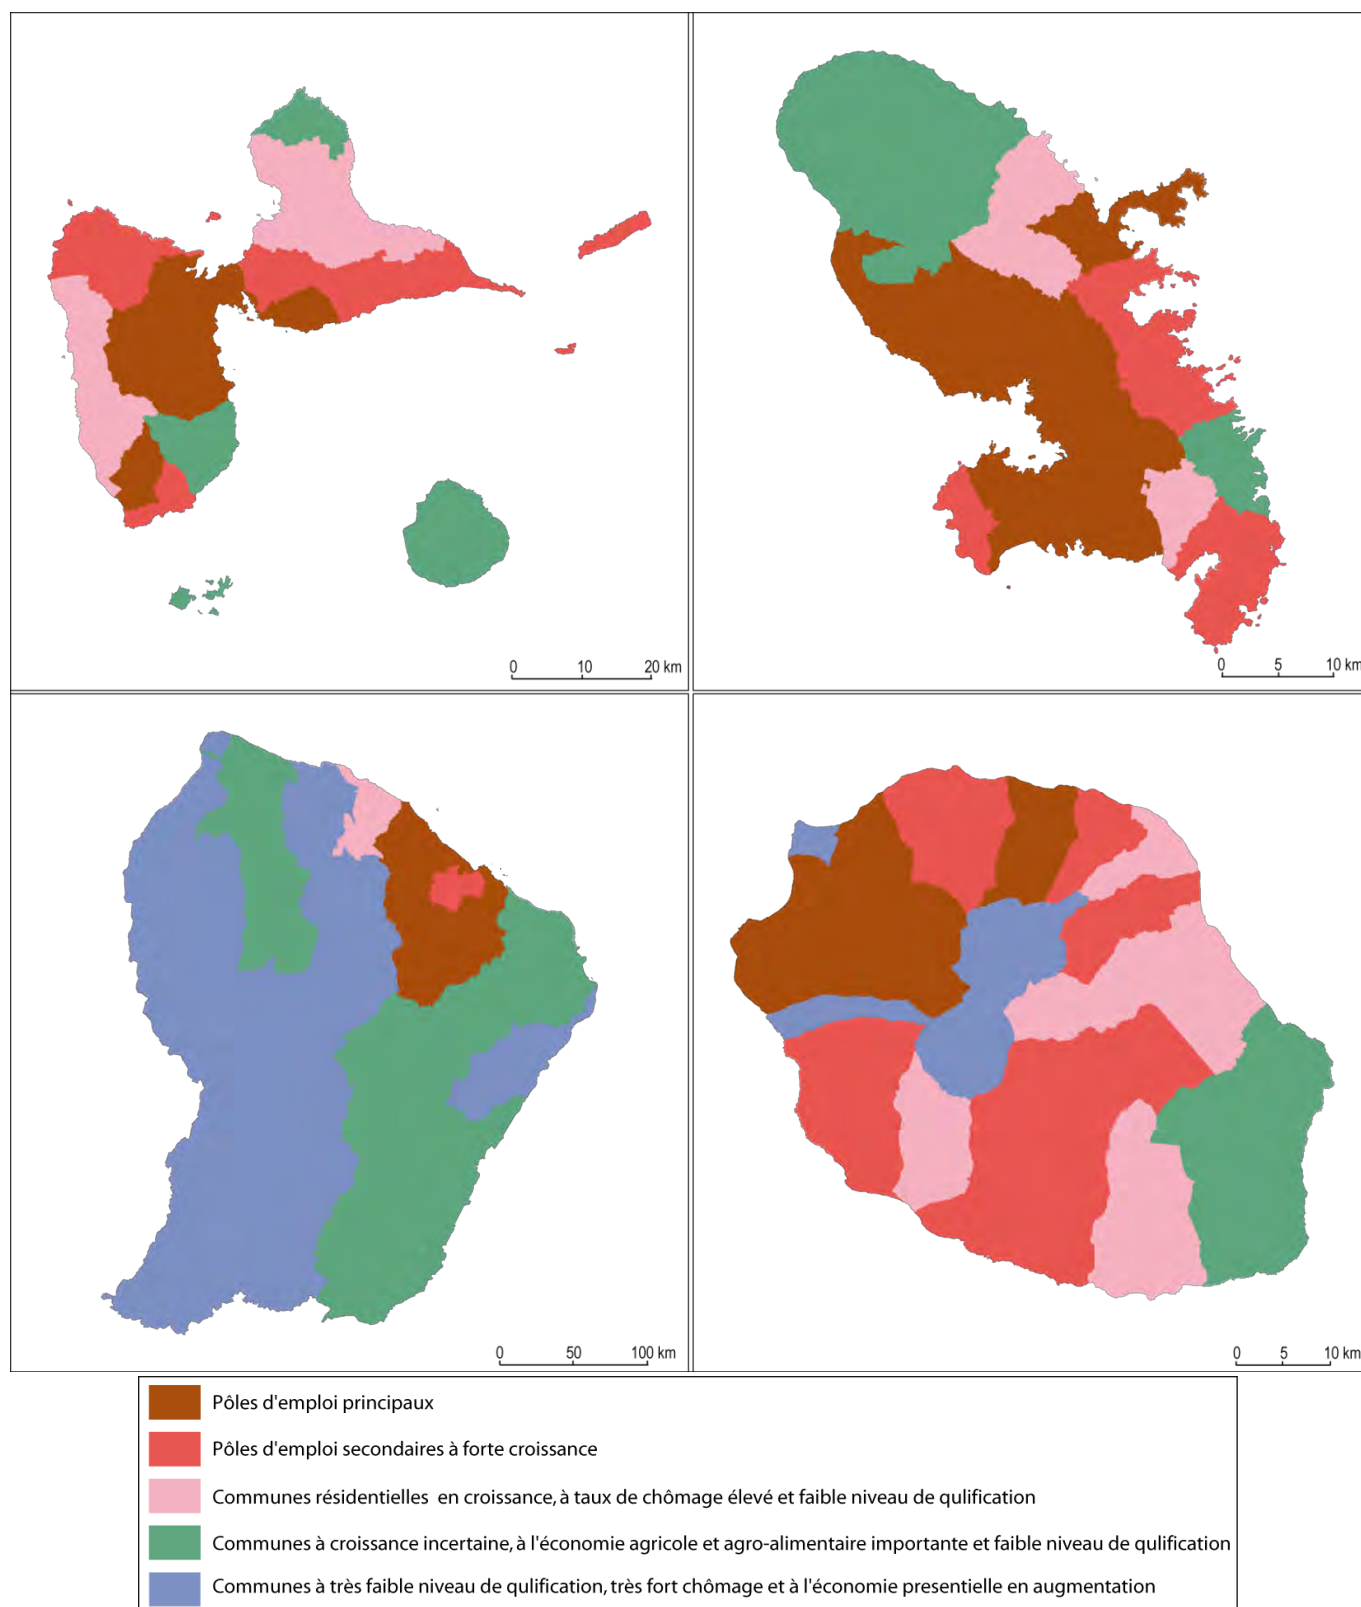 0 10 20 km
0 5 10 km
0 50 100 km
0 5 10 km
Pôles d'emploi principaux
Pôles d'emploi secondaires à forte croissance
Communes résidentielles en croissance, à taux de chômage élevé et faible niveau de qulification
Communes à croissance incertaine, à l'économie agricole et agro-alimentaire importante et faible niveau de qulification
Communes à très faible niveau de qulification, très fort chômage et à l'économie presentielle en augmentation